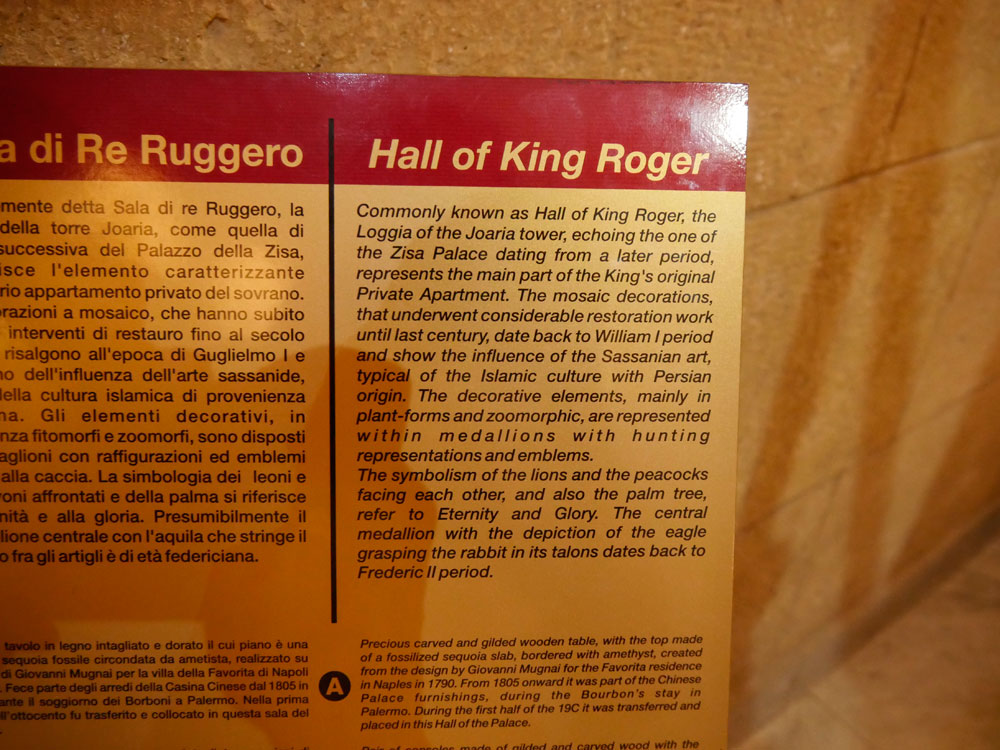 a di Re Ruggero
mente detta Sala di re Ruggero, la
della torre Joaria, come quella di
successiva del Palazzo della Zisa,
isce l'elemento caratterizzante
rio appartamento privato del sovrano.
orazioni a mosaico, che hanno subito
interventi di restauro fino al secolo
risalgono all'epoca di Guglielmo I e
no dell'influenza dell'arte sassanide,
della cultura islamica di provenienza
na. Gli elementi decorativi, in
nza fitomorfi e zoomorfi, sono disposti
aglioni con raffigurazioni ed emblemi
alla caccia. La simbologia dei leoni e
oni affrontati e della palma si riferisce
nità e alla gloria. Presumibilmente il
lione centrale con l'aquila che stringe il
o fra gli artigli è di età federiciana.
tavolo in legno intagliato e dorato il cui piano è una
sequoia fossile circondata da ametista, realizzato su
di Giovanni Mugnai per la villa della Favorita di Napoli
. Fece parte degli arredi della Casina Cinese dal 1805 in
ante il soggiorno dei Borboni a Palermo. Nella prima
ll'ottocento fu trasferito e collocato in questa sala del
A
Hall of King Roger
Commonly known as Hall of King Roger, the
Loggia of the Joaria tower, echoing the one of
the Zisa Palace dating from a later period,
represents the main part of the King's original
Private Apartment. The mosaic decorations,
that underwent considerable restoration work
until last century, date back to William I period
and show the influence of the Sassanian art,
typical of the Islamic culture with Persian
origin. The decorative elements, mainly in
plant-forms and zoomorphic, are represented
within medallions with hunting
representations and emblems.
The symbolism of the lions and the peacocks
facing each other, and also the palm tree,
refer to Eternity and Glory. The central
medallion with the depiction of the eagle
grasping the rabbit in its talons dates back to
Frederic II period.
Precious carved and gilded wooden table, with the top made
of a fossilized sequoia slab, bordered with amethyst, created
from the design by Giovanni Mugnai for the Favorita residence
in Naples in 1790. From 1805 onward it was part of the Chinese
Palace furnishings, during the Bourbon's stay in
Palermo. During the first half of the 19C it was transferred and
placed in this Hall of the Palace.
Pair of consoles made of gilded and carved wood with the